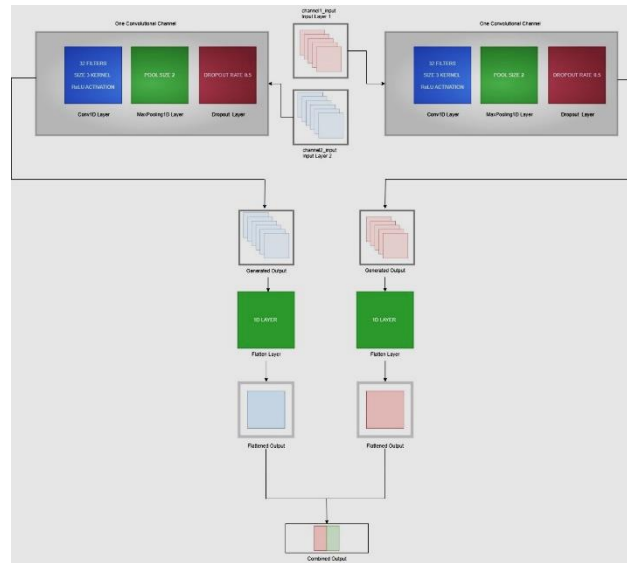 One Convolutional Channel
32 FILTERS
SIZE 3 KERNEL
ReLU ACTIVATION
POOL SIZE 2
DROPOUT RATE 0.5
Conv1D Layer
MaxPooling1D Layer
Dropout Layer
channel1_input
Input Layer 1
channel2_input
Input Layer 2
One Convolutional Channel
32 FILTERS
SIZE 3 KERNEL
ReLU ACTIVATION
POOL SIZE 2
DROPOUT RATE 0.5
Conv1D Layer
MaxPooling1D Layer
Dropout Layer
Generated Output
Generated Output
1D LAYER
1D LAYER
Flatten Layer
Flatten Layer
Flattened Output
Flattened Output
Combined Output